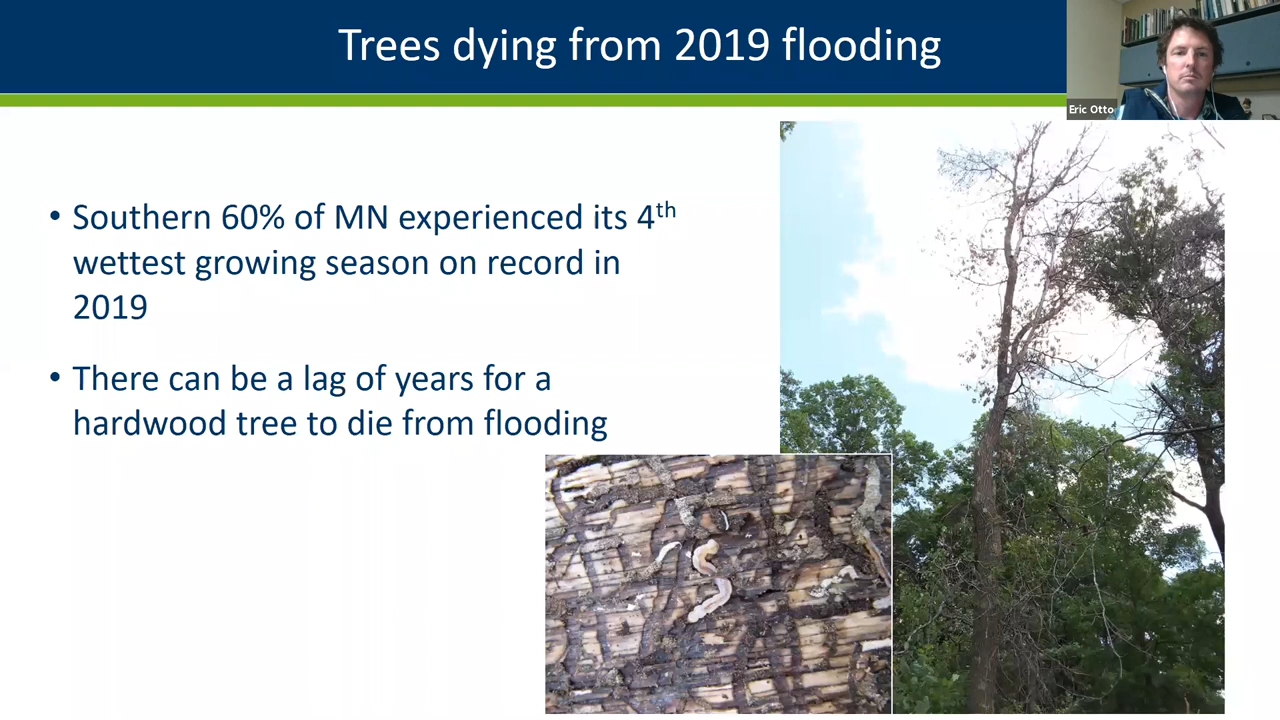 Trees dying from 2019 flooding
Eric Otto
• Southern 60% of MN experienced its 4th
wettest growing season on record in
2019
• There can be a lag of years for a
hardwood tree to die from flooding